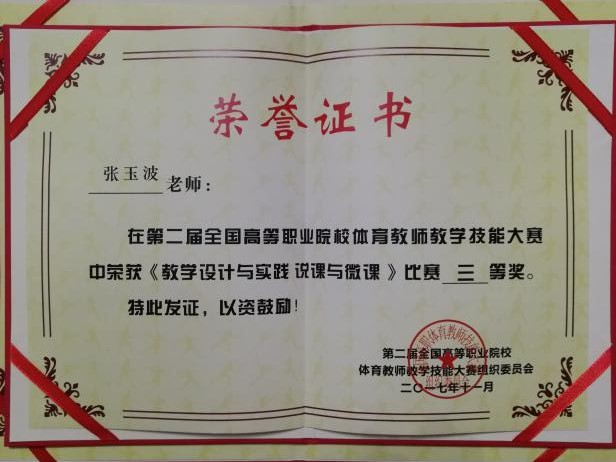 荣誉证书
张玉波老师：
在第二届全国高等职业院校体育教师教学技能大赛
中荣获《教学设计与实践 说课与微课》比赛三等奖。
特此发证，以资鼓励！
第二届全国高等职业院校
体育教师教学技能大赛组织委员会
二〇一七年十一月